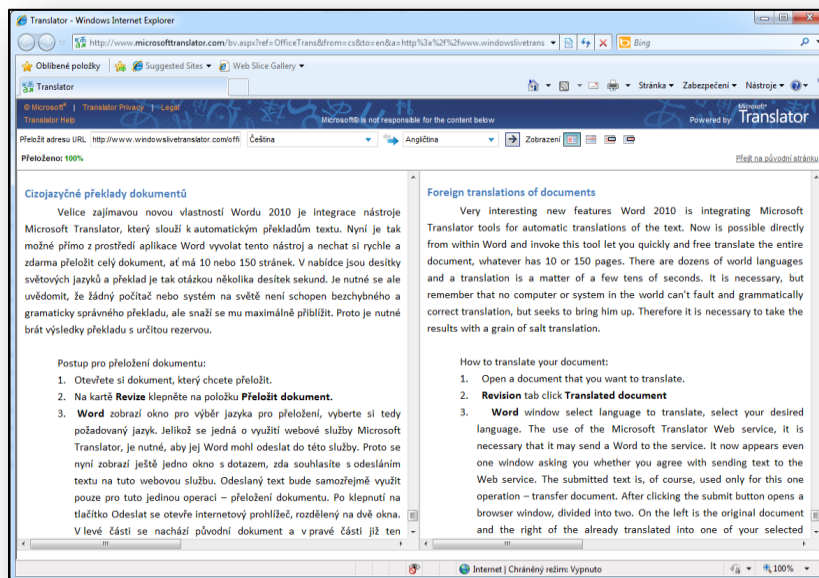 Translator - Windows Internet Explorer
http://www.microsofttranslator.com/bv.aspx?ref=OfficeTrans&from=cs&to=en&a=http%3a%2f%2fwww.windowslivetrans
Bing
Oblíbené položky
Suggested Sites
Web Slice Gallery
Translator
Stránka
Zabezpečení
Nástroje
© Microsoft® | Translator Privacy | Legal
Translator Help
Microsoft® is not responsible for the content below
Powered by
Microsoft®
Translator
Přeložit adresu URL
http://www.windowslivetranslator.com/offi
Čeština
Angličtina
Zobrazení
Přeloženo: 100%
Přejít na původní stránku
Cizojazyčné překlady dokumentů
Velice zajímavou novou vlastností Wordu 2010 je integrace nástroje
Microsoft Translator, který slouží k automatickým překladům textu. Nyní je tak
možné přímo z prostředí aplikace Word vyvolat tento nástroj a nechat si rychle a
zdarma přeložit celý dokument, ať má 10 nebo 150 stránek. V nabídce jsou desítky
světových jazyků a překlad je tak otázkou několika desítek sekund. Je nutné se ale
uvědomit, že žádný počítač nebo systém na světě není schopen bezchybného a
gramaticky správného překladu, ale snaží se mu maximálně přiblížit. Proto je nutné
brát výsledky překladu s určitou rezervou.
Postup pro přeložení dokumentu:
1. Otevřete si dokument, který chcete přeložit.
2. Na kartě Revize klepněte na položku Přeložit dokument.
3. Word zobrazí okno pro výběr jazyka pro přeložení, vyberte si tedy
požadovaný jazyk. Jelikož se jedná o využití webové služby Microsoft
Translator, je nutné, aby jej Word mohl odeslat do této služby. Proto se
nyní zobrazí ještě jedno okno s dotazem, zda souhlasíte s odesláním
textu na tuto webovou službu. Odeslaný text bude samozřejmě využit
pouze pro tuto jedinou operaci – přeložení dokumentu. Po klepnutí na
tlačítko Odeslat se otevře internetový prohlížeč, rozdělený na dvě okna.
V levé části se nachází původní dokument a v pravé části již ten
Foreign translations of documents
Very interesting new features Word 2010 is integrating Microsoft
Translator tools for automatic translations of the text. Now is possible directly
from within Word and invoke this tool let you quickly and free translate the entire
document, whatever has 10 or 150 pages. There are dozens of world languages
and a translation is a matter of a few tens of seconds. It is necessary, but
remember that no computer or system in the world can't fault and grammatically
correct translation, but seeks to bring him up. Therefore it is necessary to take the
results with a grain of salt translation.
How to translate your document:
1. Open a document that you want to translate.
2. Revision tab click Translated document
3. Word window select language to translate, select your desired
language. The use of the Microsoft Translator Web service, it is
necessary that it may send a Word to the service. It now appears even
one window asking you whether you agree with sending text to the
Web service. The submitted text is, of course, used only for this one
operation – transfer document. After clicking the submit button opens a
browser window, divided into two. On the left is the original document
and the right of the already translated into one of your selected
Internet | Chráněný režim: Vypnuto
100%